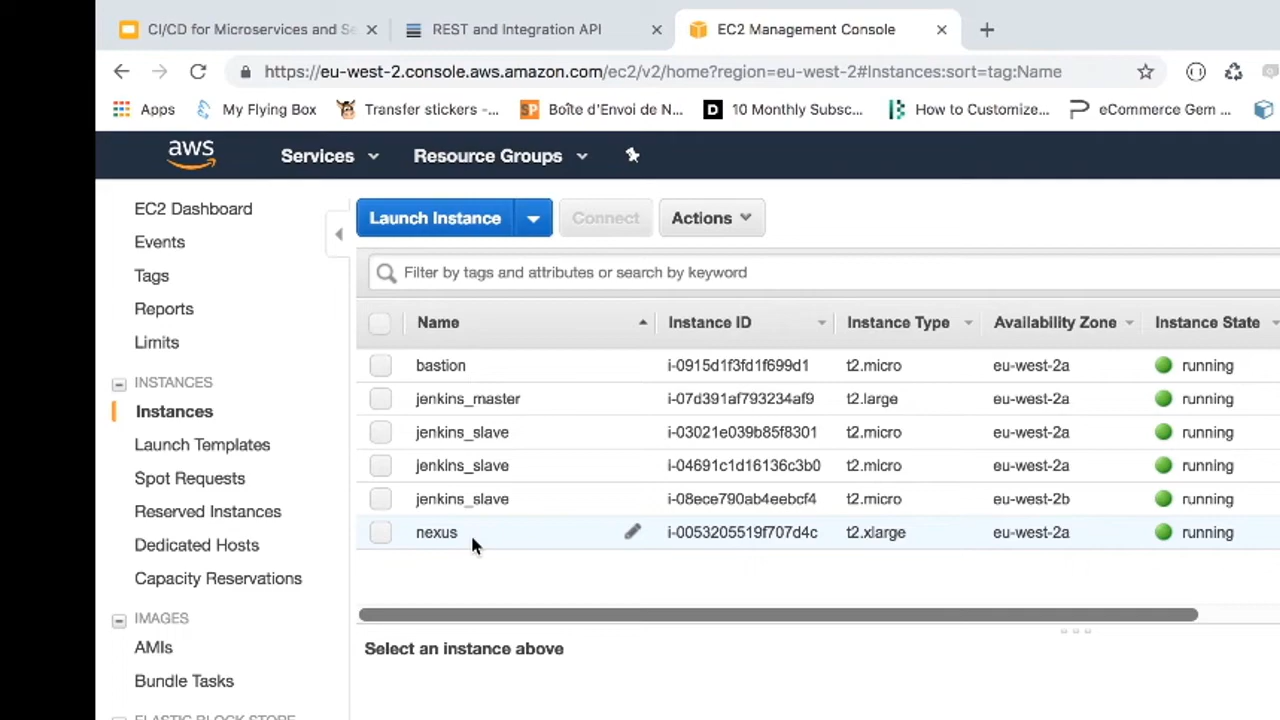 CI/CD for Microservices and Se
REST and Integration API
EC2 Management Console
https://eu-west-2.console.aws.amazon.com/ec2/v2/home?region=eu-west-2#Instances:sort=tag:Name
Apps
My Flying Box
Transfer stickers -...
Boîte d'Envoi de N...
10 Monthly Subsc...
How to Customize...
eCommerce Gem ...
aws
Services
Resource Groups
EC2 Dashboard
Events
Tags
Reports
Limits
INSTANCES
Instances
Launch Templates
Spot Requests
Reserved Instances
Dedicated Hosts
Capacity Reservations
IMAGES
AMIs
Bundle Tasks
ELASTIC BLOCK STORE
Launch Instance
Connect
Actions
Filter by tags and attributes or search by keyword
Name Instance ID Instance Type Availability Zone Instance State
bastion i-0915d1f3fd1f699d1 t2.micro eu-west-2a running
jenkins_master i-07d391af793234af9 t2.large eu-west-2a running
jenkins_slave i-03021e039b85f8301 t2.micro eu-west-2a running
jenkins_slave i-04691c1d16136c3b0 t2.micro eu-west-2a running
jenkins_slave i-08ece790ab4eebcf4 t2.micro eu-west-2b running
nexus i-0053205519f707d4c t2.xlarge eu-west-2a running
Select an instance above